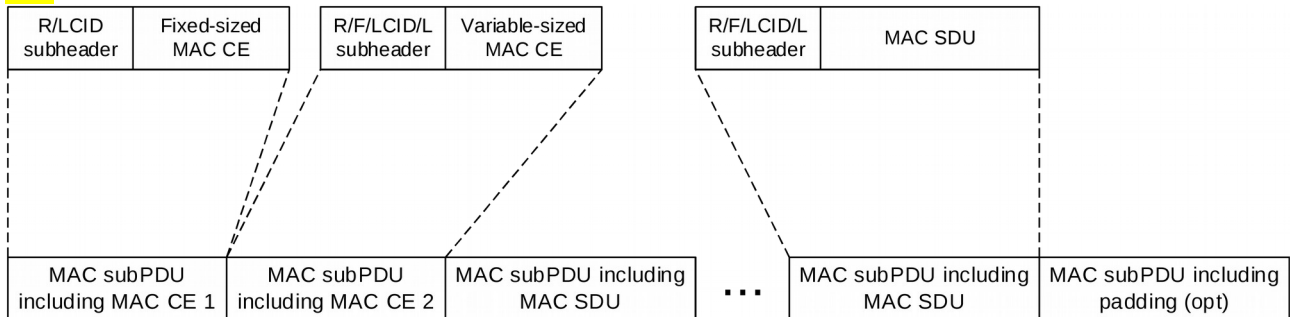 R/LCID
subheader
Fixed-sized
MAC CE
R/F/LCID/L
subheader
Variable-sized
MAC CE
R/F/LCID/L
subheader
MAC SDU
MAC subPDU
including MAC CE 1
MAC subPDU
including MAC CE 2
MAC subPDU including
MAC SDU
...
MAC subPDU including
MAC SDU
MAC subPDU including
padding (opt)